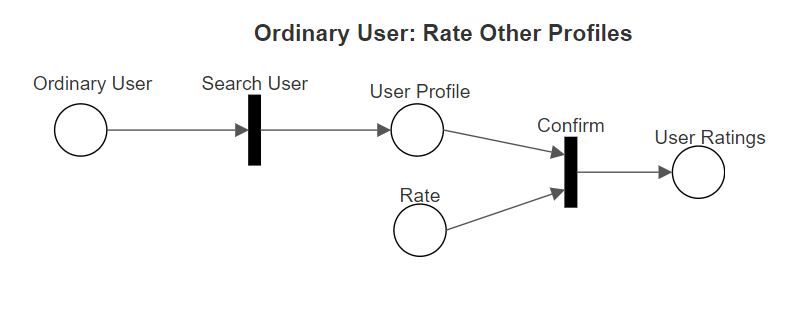 Ordinary User: Rate Other Profiles
Ordinary User
Search User
User Profile
Confirm
User Ratings
Rate